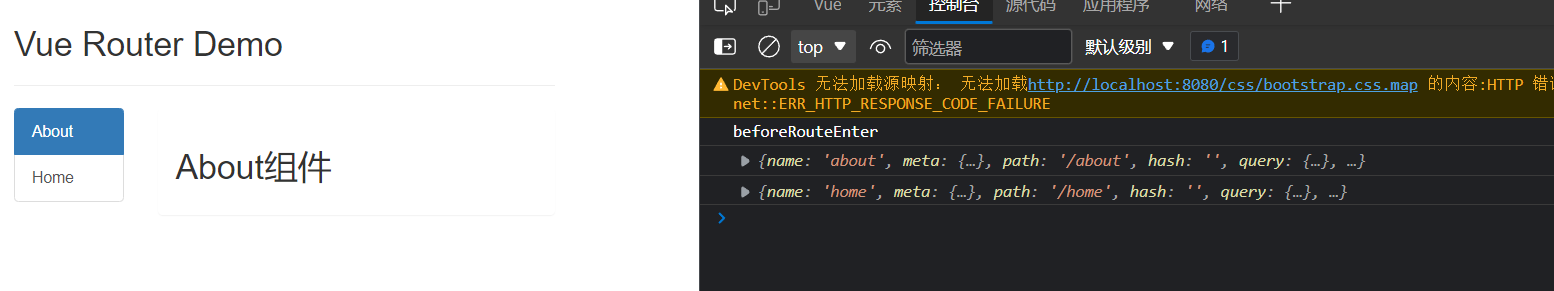 Vue Router Demo
About
Home
About组件
Vue 元素 控制台 源代码 应用程序 网络
top 筛选器 默认级别 1
DevTools 无法加载源映射： 无法加载http://localhost:8080/css/bootstrap.css.map 的内容:HTTP
net::ERR_HTTP_RESPONSE_CODE_FAILURE
beforeRouteEnter
{name: 'about', meta: {…}, path: '/about', hash: '', query: {…}, …}
{name: 'home', meta: {…}, path: '/home', hash: '', query: {…}, …}